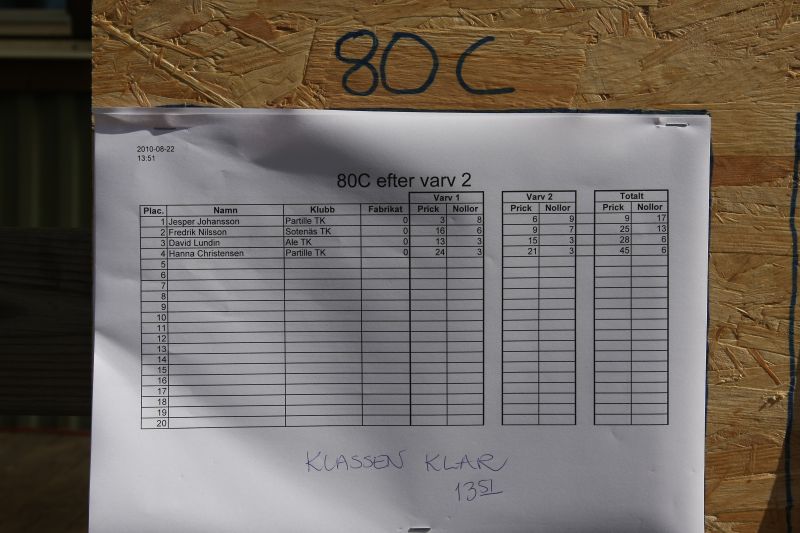 80C
2010-08-22
13:51
80C efter varv 2
Varv 1 Varv 2 Totalt
Plac. Namn Klubb Fabrikat Prick Nollor Prick Nollor Prick Nollor
1 Jesper Johansson Partille TK 0 3 8 6 9 9 17
2 Fredrik Nilsson Sotenäs TK 0 16 6 9 7 25 13
3 David Lundin Ale TK 0 13 3 15 3 28 6
4 Hanna Christensen Partille TK 0 24 3 21 3 45 6
5
6
7
8
9
10
11
12
13
14
15
16
17
18
19
20
KLASSEN KLAR
1351